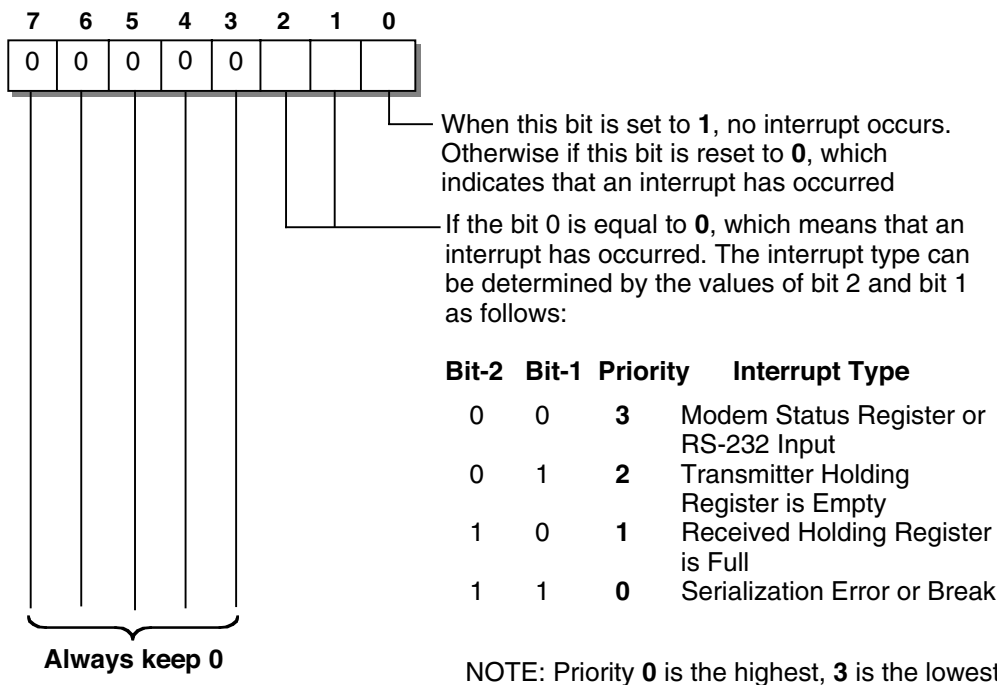 7 6 5 4 3 2 1 0
0 0 0 0 0
When this bit is set to 1, no interrupt occurs.
Otherwise if this bit is reset to 0, which
indicates that an interrupt has occurred
If the bit 0 is equal to 0, which means that an
interrupt has occurred. The interrupt type can
be determined by the values of bit 2 and bit 1
as follows:
Bit-2 Bit-1 Priority Interrupt Type
0 0 3 Modem Status Register or
RS-232 Input
0 1 2 Transmitter Holding
Register is Empty
1 0 1 Received Holding Register
is Full
1 1 0 Serialization Error or Break
Always keep 0
NOTE: Priority 0 is the highest, 3 is the lowest